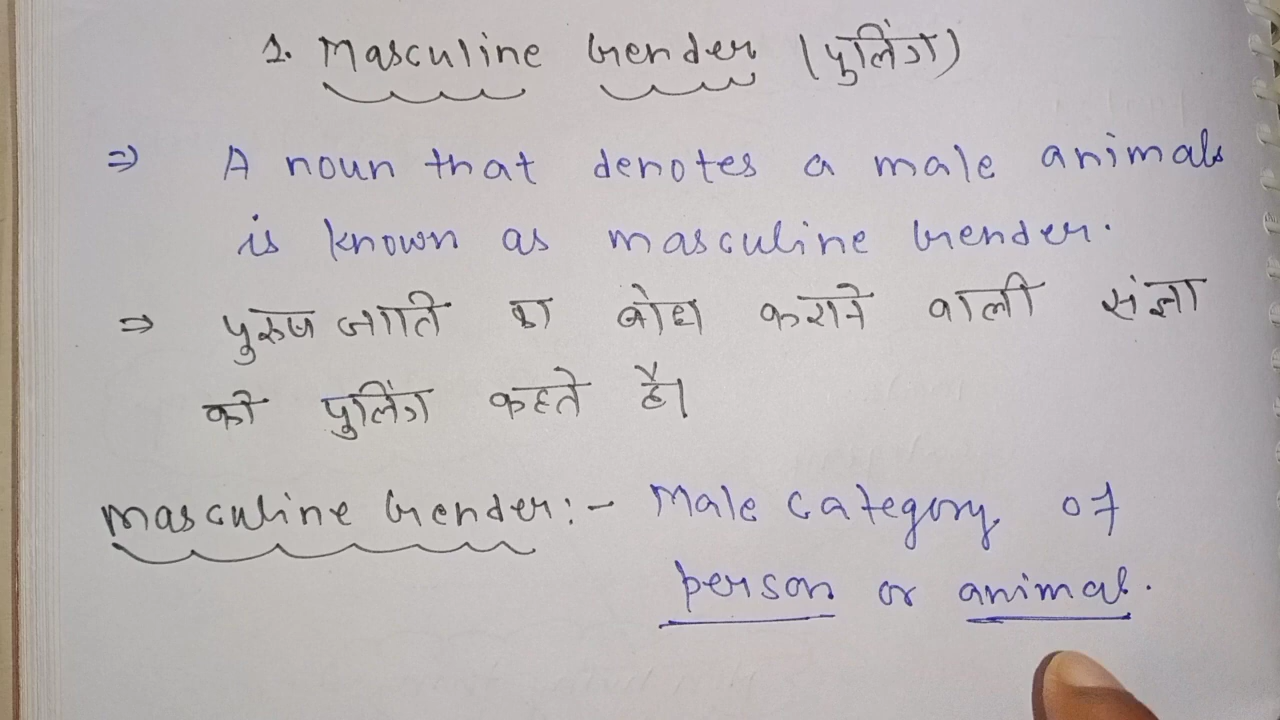 1. Masculine Gender (पुलिंग)
⇒ A noun that denotes a male animals
is known as masculine Gender.
⇒ पुरुष जाति का बोध कराने वाली संज्ञा
को पुलिंग कहते है।
Masculine Gender:- Male category of
person or animal.